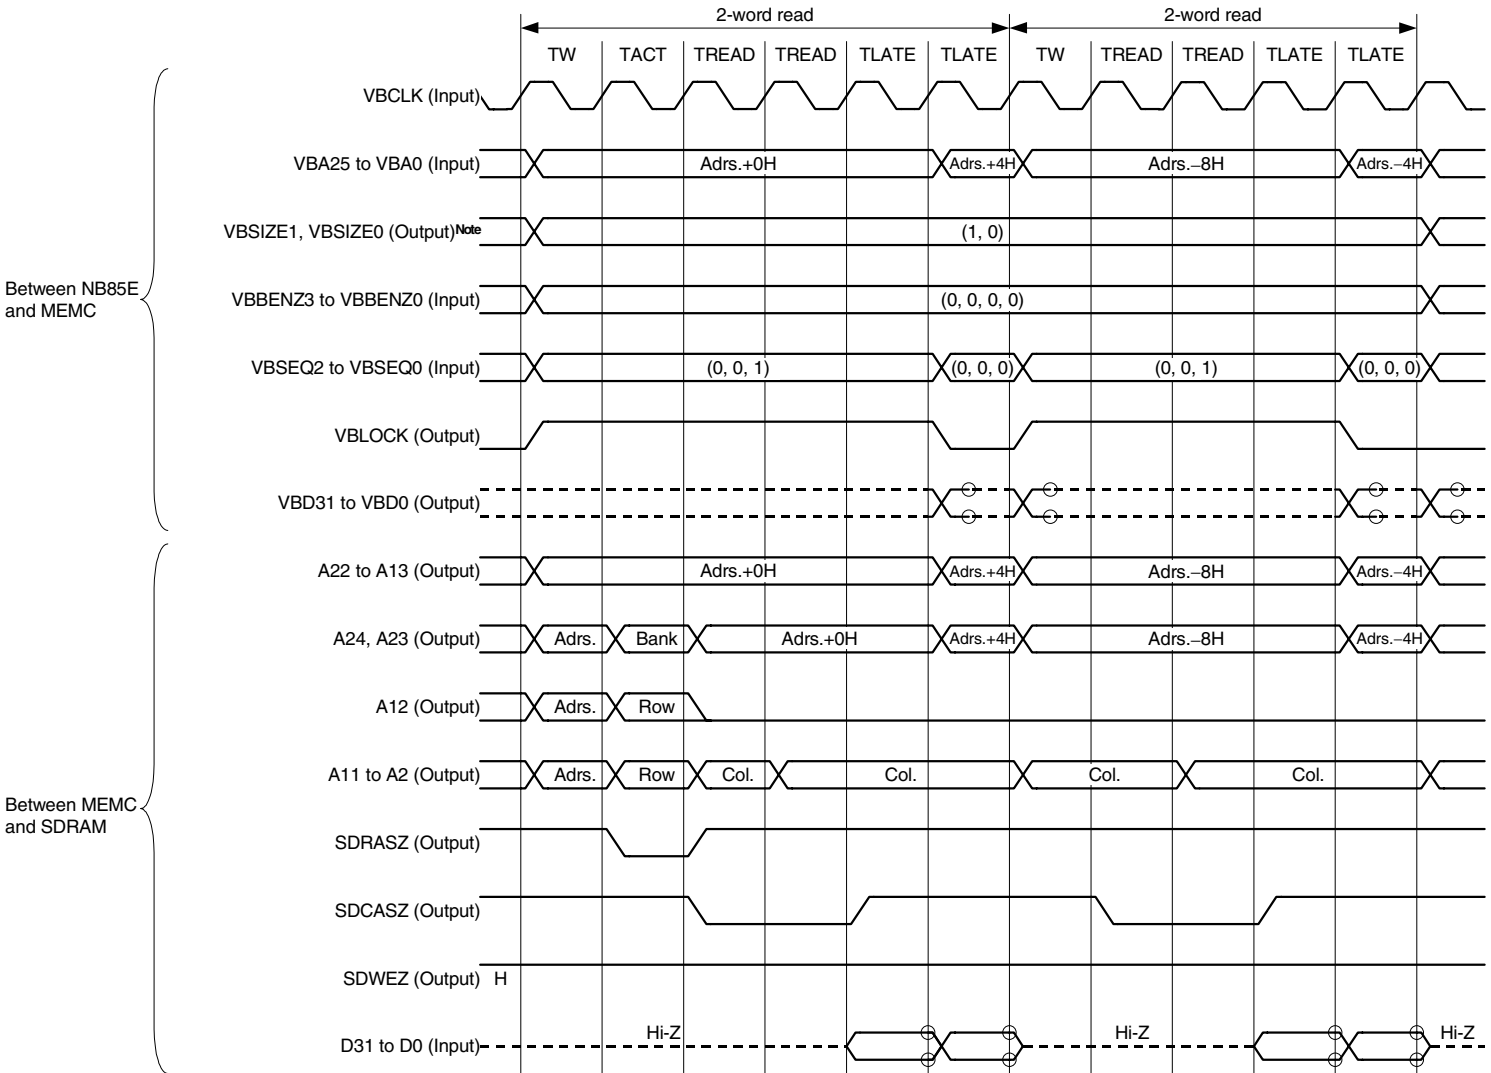 2-word read 2-word read
TW TACT TREAD TREAD TLATE TLATE TW TREAD TREAD TLATE TLATE
VBCLK (Input)
VBA25 to VBA0 (Input) Adrs.+0H Adrs.+4H Adrs.−8H Adrs.−4H
VBSIZE1, VBSIZE0 (Output)Note (1, 0)
Between NB85E
and MEMC
VBBENZ3 to VBBENZ0 (Input) (0, 0, 0, 0)
VBSEQ2 to VBSEQ0 (Input) (0, 0, 1) (0, 0, 0) (0, 0, 1) (0, 0, 0)
VBLOCK (Output)
VBD31 to VBD0 (Output)
A22 to A13 (Output) Adrs.+0H Adrs.+4H Adrs.−8H Adrs.−4H
A24, A23 (Output) Adrs. Bank Adrs.+0H Adrs.+4H Adrs.−8H Adrs.−4H
A12 (Output) Adrs. Row
A11 to A2 (Output) Adrs. Row Col. Col. Col. Col.
Between MEMC
and SDRAM
SDRASZ (Output)
SDCASZ (Output)
SDWEZ (Output) H
D31 to D0 (Input) Hi-Z Hi-Z Hi-Z